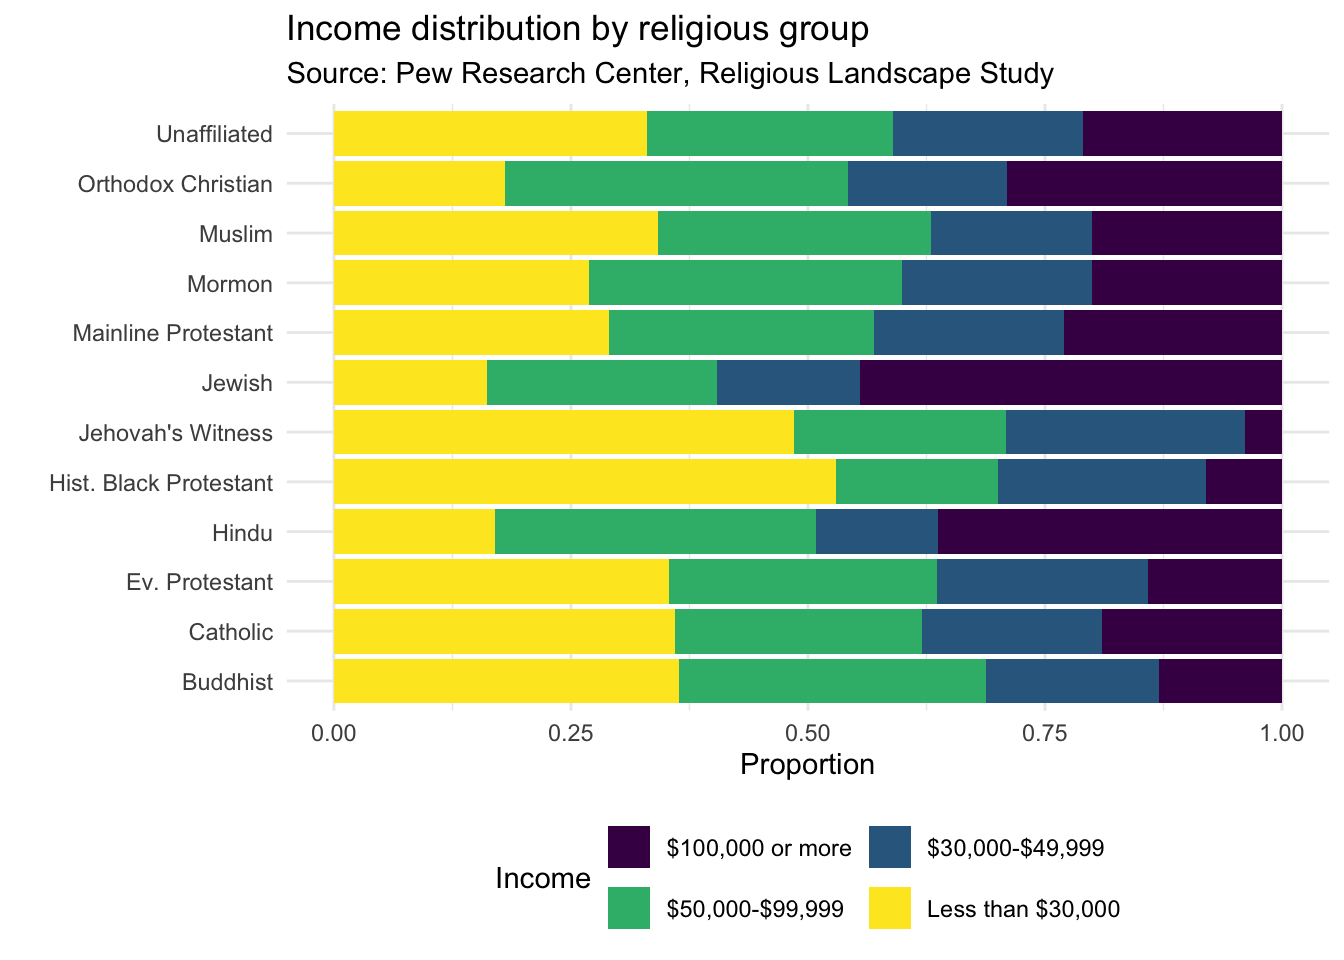 Income distribution by religious group
Source: Pew Research Center, Religious Landscape Study
Unaffiliated
Orthodox Christian
Muslim
Mormon
Mainline Protestant
Jewish
Jehovah's Witness
Hist. Black Protestant
Hindu
Ev. Protestant
Catholic
Buddhist
0.00 0.25 0.50 0.75 1.00
Proportion
Income
$100,000 or more $30,000-$49,999
$50,000-$99,999 Less than $30,000